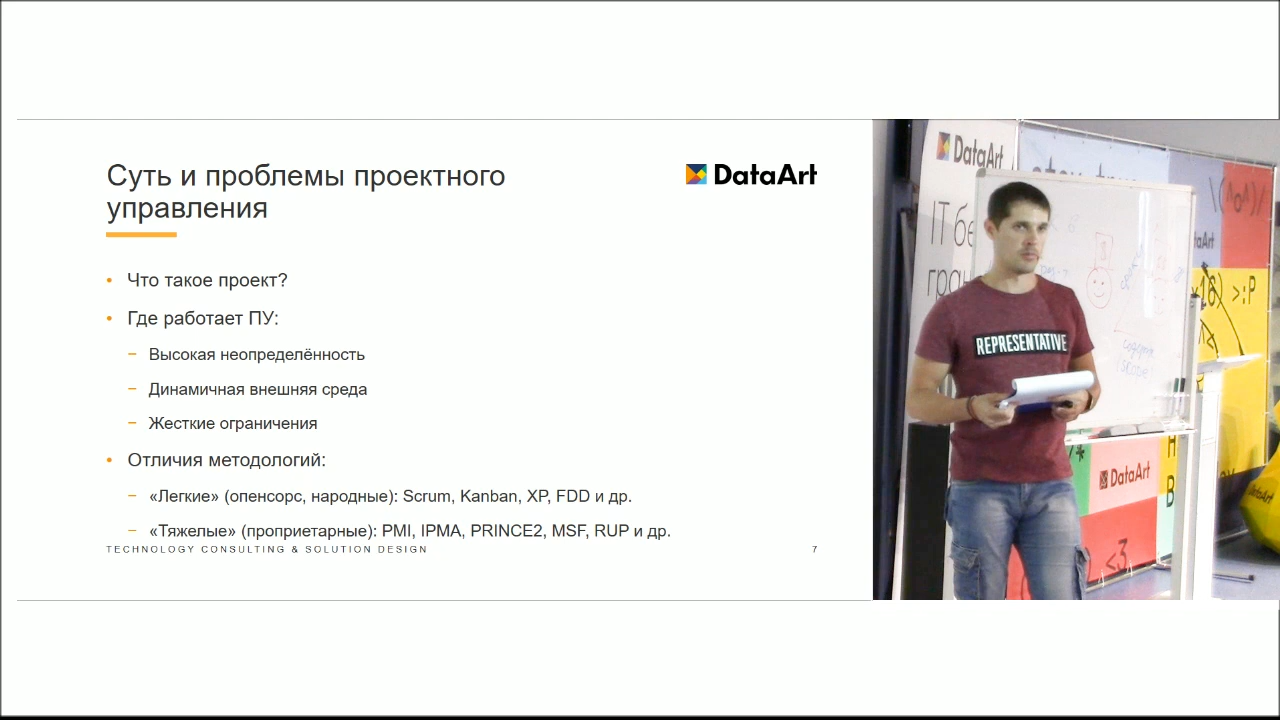 Суть и проблемы проектного
управления
DataArt
• Что такое проект?
• Где работает ПУ:
− Высокая неопределённость
− Динамичная внешняя среда
− Жесткие ограничения
• Отличия методологий:
− «Легкие» (опенсорс, народные): Scrum, Kanban, XP, FDD и др.
− «Тяжелые» (проприетарные): PMI, IPMA, PRINCE2, MSF, RUP и др.
TECHNOLOGY CONSULTING & SOLUTION DESIGN
7
DataArt
IT
REPRESENTATIVE
>:P
DataArt
<3